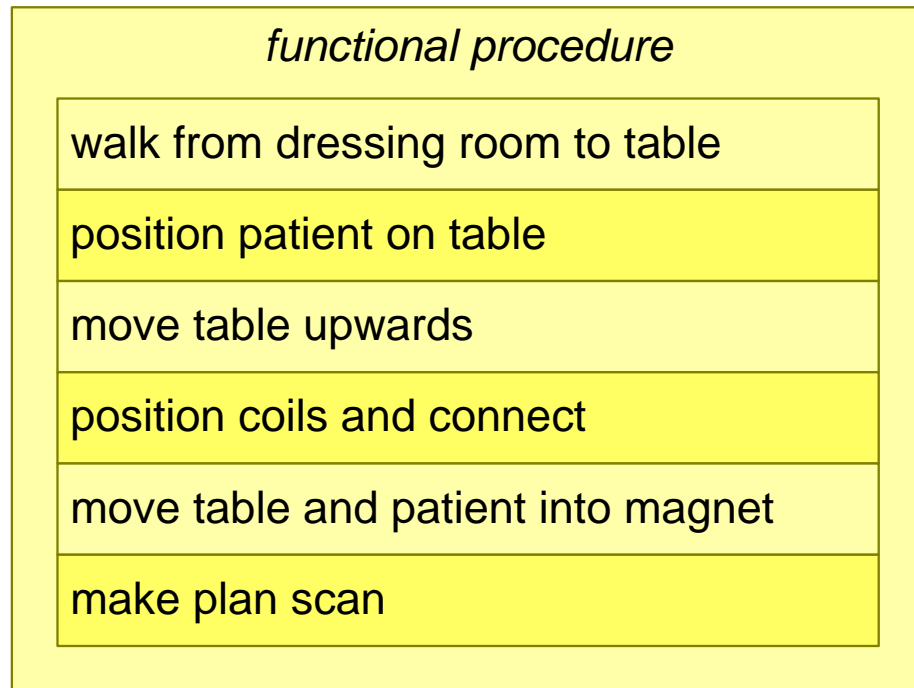 functional procedure
walk from dressing room to table
position patient on table
move table upwards
position coils and connect
move table and patient into magnet
make plan scan